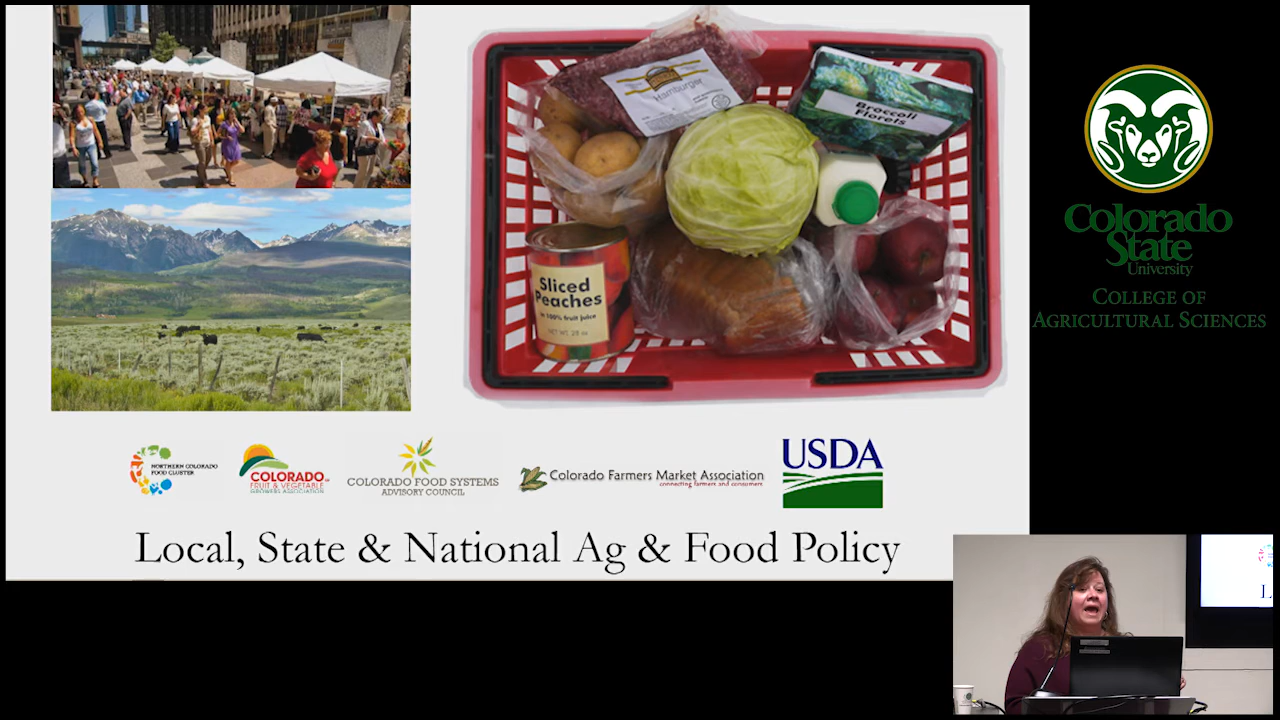 Hamburger
Broccoli
Florets
Sliced
Peaches
in 100% fruit juice
NET WT. 28 oz.
Colorado
State
University
COLLEGE OF
AGRICULTURAL SCIENCES
NORTHERN COLORADO
FOOD CLUSTER
COLORADO
FRUIT & VEGETABLE
GROWERS ASSOCIATION
COLORADO FOOD SYSTEMS
ADVISORY COUNCIL
Colorado Farmers Market Association
connecting farmers and consumers
USDA
Local, State & National Ag & Food Policy
L